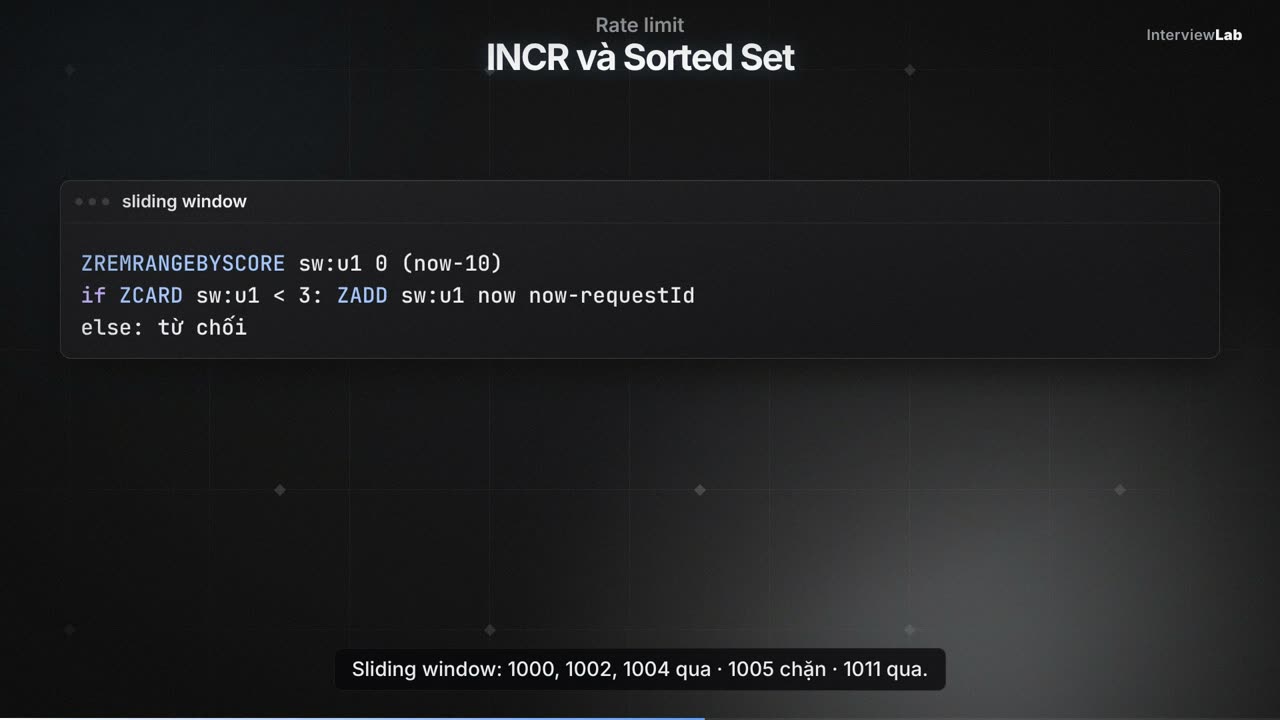 Rate limit
INCR và Sorted Set
InterviewLab
sliding window
ZREMRANGEBYSCORE sw:u1 0 (now-10)
if ZCARD sw:u1 < 3: ZADD sw:u1 now now-requestId
else: từ chối
Sliding window: 1000, 1002, 1004 qua · 1005 chặn · 1011 qua.